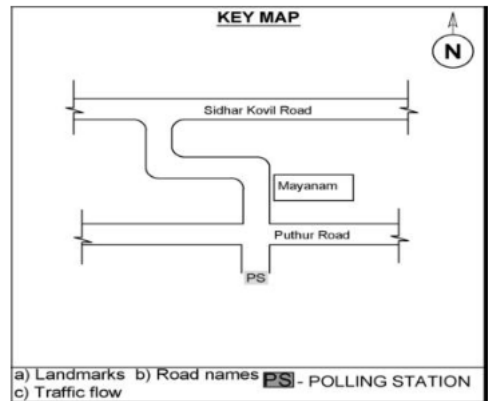 KEY MAP
N
Sidhar Kovil Road
Mayanam
Puthur Road
PS
a) Landmarks b) Road names PS - POLLING STATION
c) Traffic flow